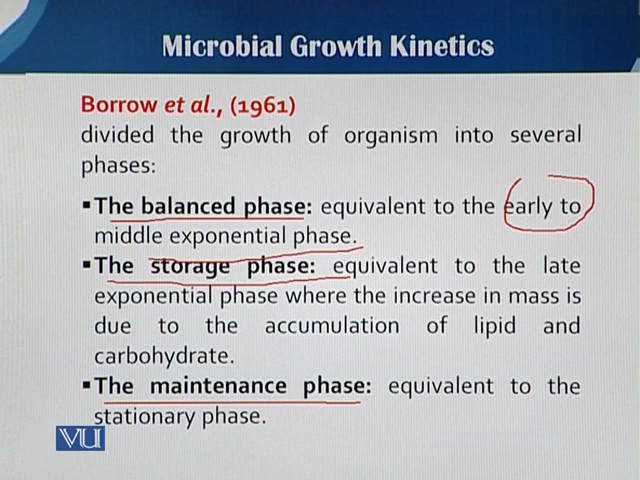 Microbial Growth Kinetics
Borrow et al., (1961)
divided the growth of organism into several
phases:
▪The balanced phase: equivalent to the early to
middle exponential phase.
▪The storage phase: equivalent to the late
exponential phase where the increase in mass is
due to the accumulation of lipid and
carbohydrate.
▪The maintenance phase: equivalent to the
stationary phase.
VU